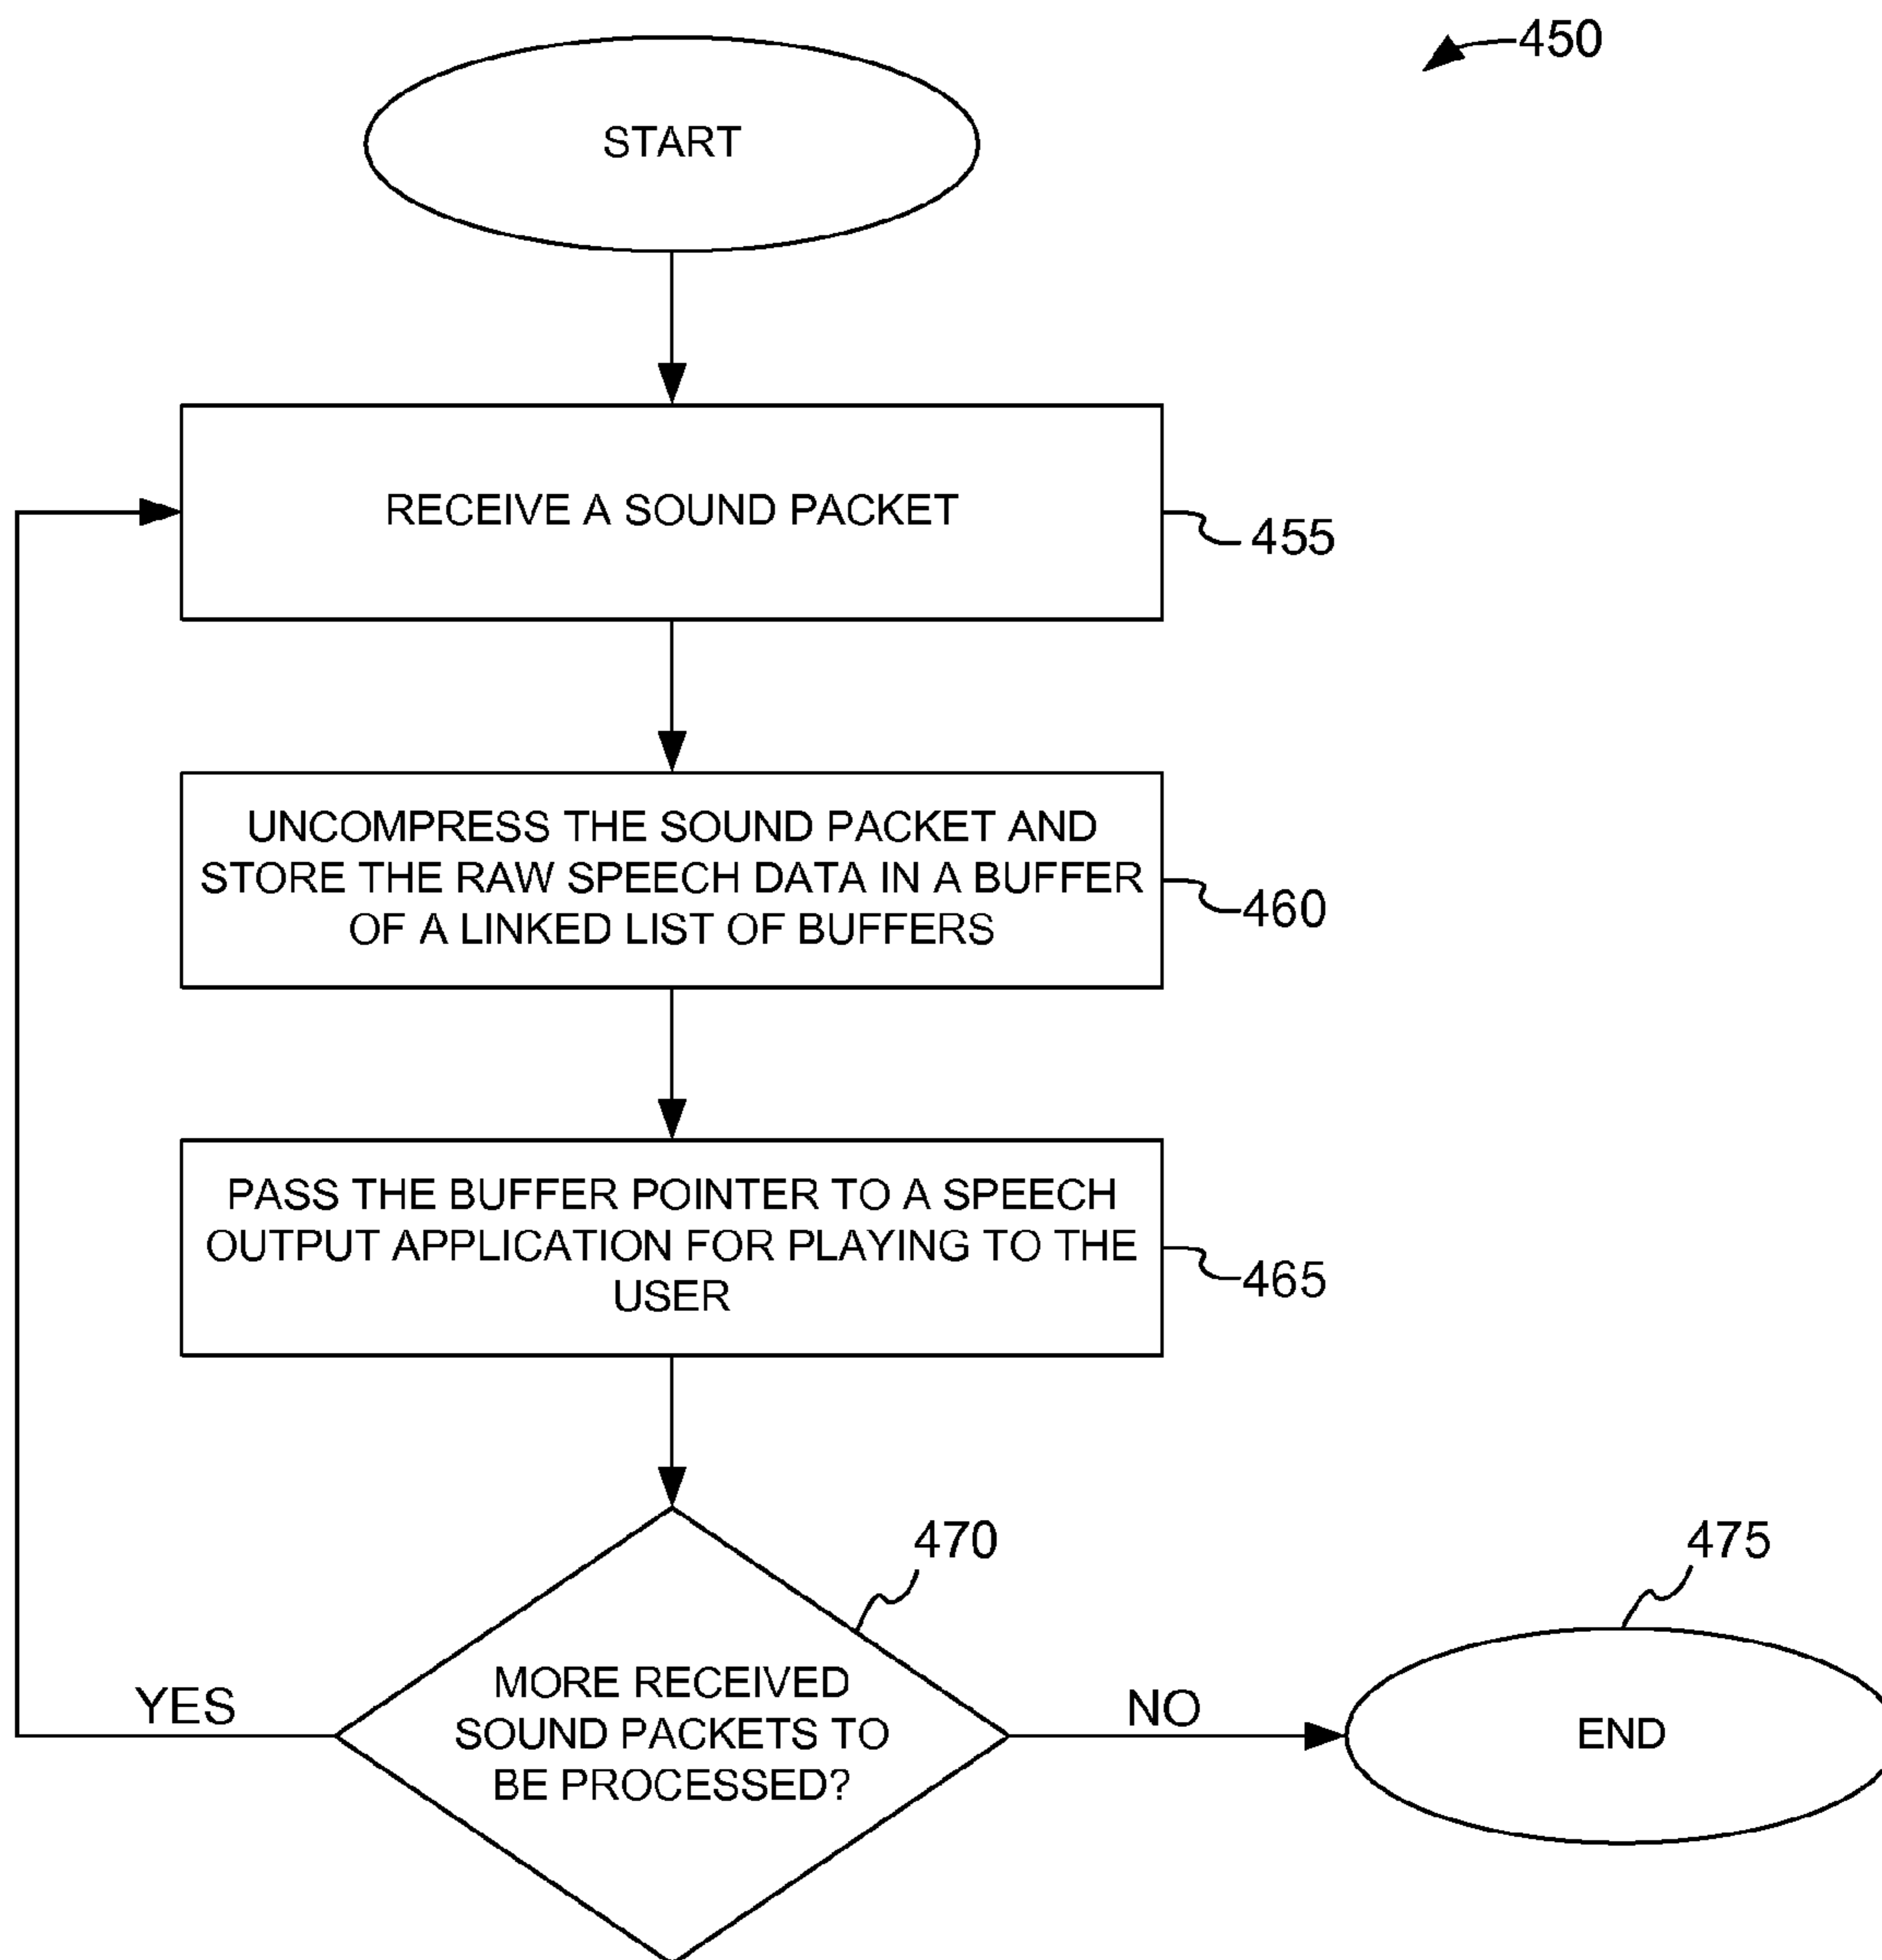 450
START
RECEIVE A SOUND PACKET
455
UNCOMPRESS THE SOUND PACKET AND
STORE THE RAW SPEECH DATA IN A BUFFER
OF A LINKED LIST OF BUFFERS
460
PASS THE BUFFER POINTER TO A SPEECH
OUTPUT APPLICATION FOR PLAYING TO THE
USER
465
470
475
YES
MORE RECEIVED
SOUND PACKETS TO
BE PROCESSED?
NO
END